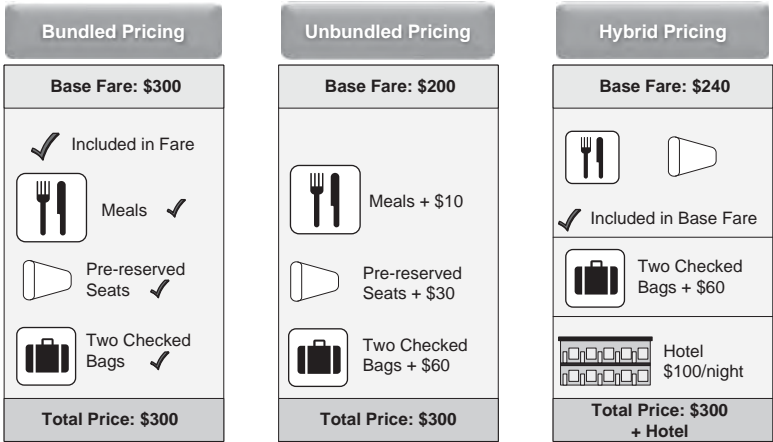 Bundled Pricing
Base Fare: $300
Included in Fare
Meals
Pre-reserved
Seats
Two Checked
Bags
Total Price: $300
Unbundled Pricing
Base Fare: $200
Meals + $10
Pre-reserved
Seats + $30
Two Checked
Bags + $60
Total Price: $300
Hybrid Pricing
Base Fare: $240
Included in Base Fare
Two Checked
Bags + $60
Hotel
$100/night
Total Price: $300
+ Hotel